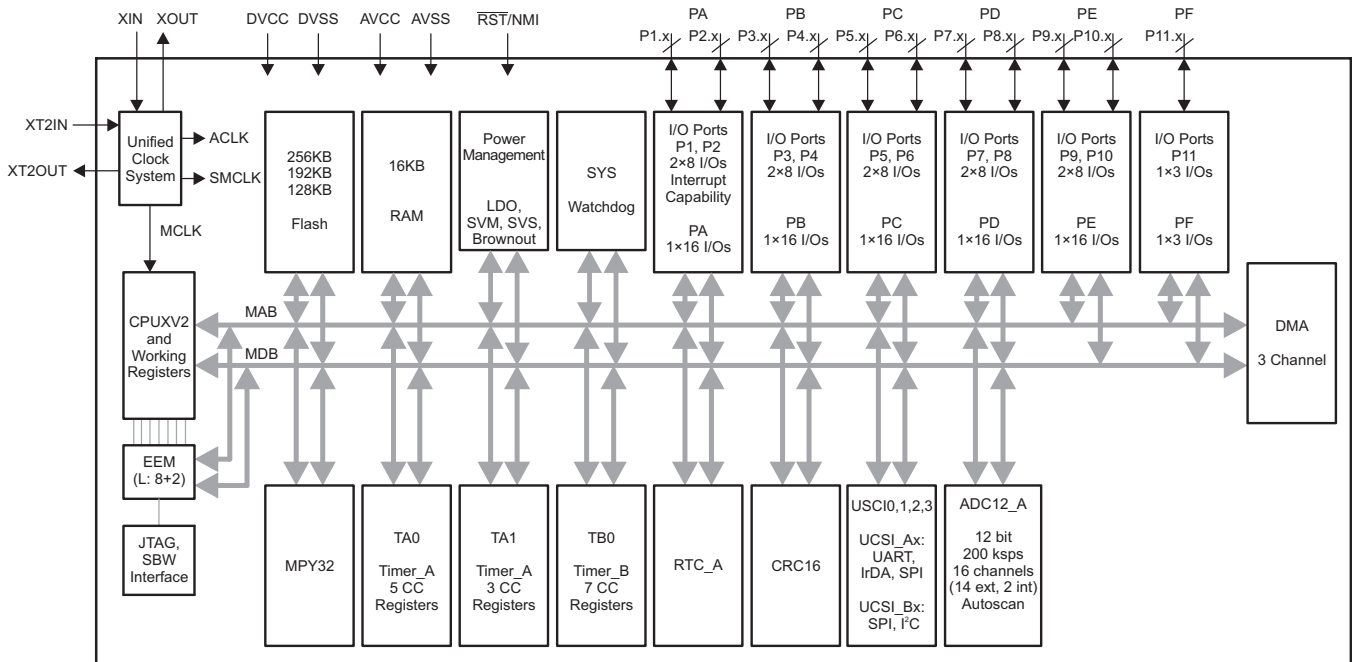 XIN XOUT DVCC DVSS AVCC AVSS RST/NMI PA PB PC PD PE PF
P1.x P2.x P3.x P4.x P5.x P6.x P7.x P8.x P9.x P10.x P11.x
XT2IN
XT2OUT
Unified
Clock
System
ACLK
SMCLK
MCLK
256KB
192KB
128KB
Flash
16KB
RAM
Power
Management
LDO,
SVM, SVS,
Brownout
SYS
Watchdog
I/O Ports
P1, P2
2×8 I/Os
Interrupt
Capability
PA
1×16 I/Os
I/O Ports
P3, P4
2×8 I/Os
PB
1×16 I/Os
I/O Ports
P5, P6
2×8 I/Os
PC
1×16 I/Os
I/O Ports
P7, P8
2×8 I/Os
PD
1×16 I/Os
I/O Ports
P9, P10
2×8 I/Os
PE
1×16 I/Os
I/O Ports
P11
1×3 I/Os
PF
1×3 I/Os
CPUXV2
and
Working
Registers
MAB
MDB
DMA
3 Channel
EEM
(L: 8+2)
JTAG,
SBW
Interface
MPY32
TA0
Timer_A
5 CC
Registers
TA1
Timer_A
3 CC
Registers
TB0
Timer_B
7 CC
Registers
RTC_A
CRC16
USCI0,1,2,3
UCSI_Ax:
UART,
IrDA, SPI
UCSI_Bx:
SPI, I²C
ADC12_A
12 bit
200 ksps
16 channels
(14 ext, 2 int)
Autoscan